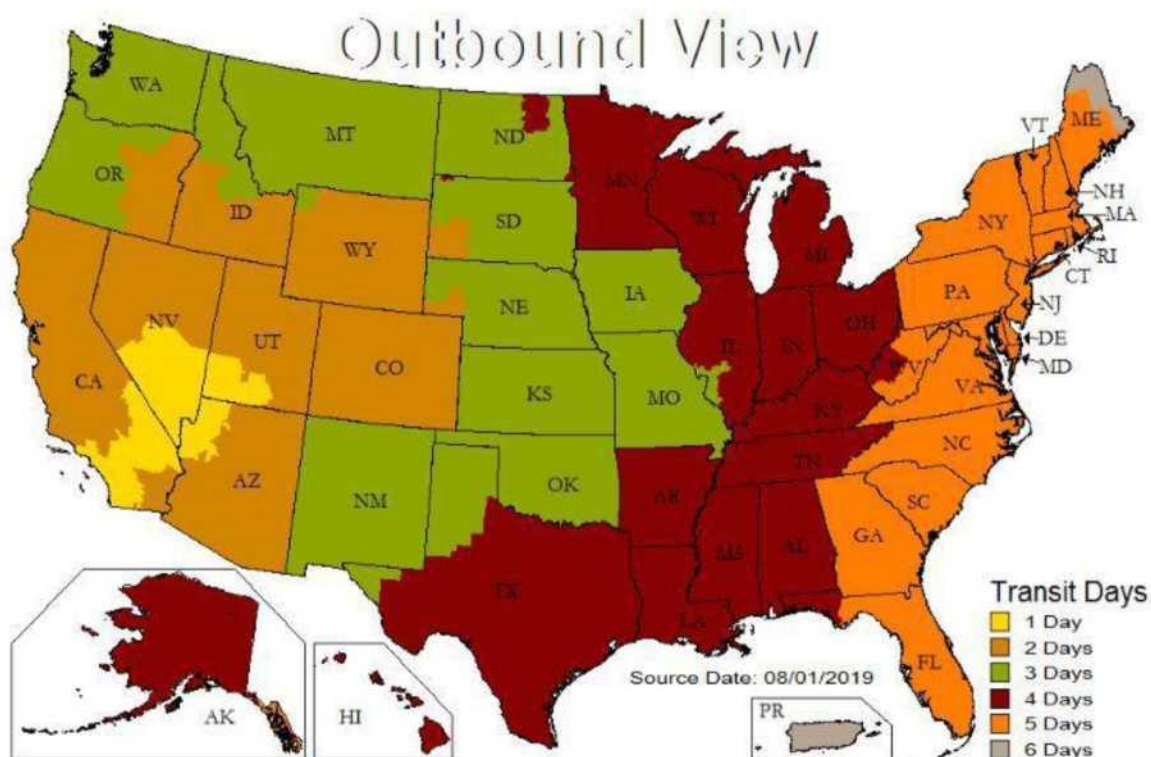 Outbound View
WA
MT
ND
MN
ME
VT
OR
ID
SD
WI
NY
NH
MA
WY
MI
RI
CT
IA
PA
NE
NJ
NV
UT
IL
IN
OH
DE
CA
CO
V
MD
KS
MO
VA
KY
NC
AZ
TN
OK
NM
AR
SC
MS
AL
GA
TX
LA
Transit Days
1 Day
2 Days
FL
3 Days
Source Date: 08/01/2019
4 Days
PR
AK
HI
5 Days
6 Days